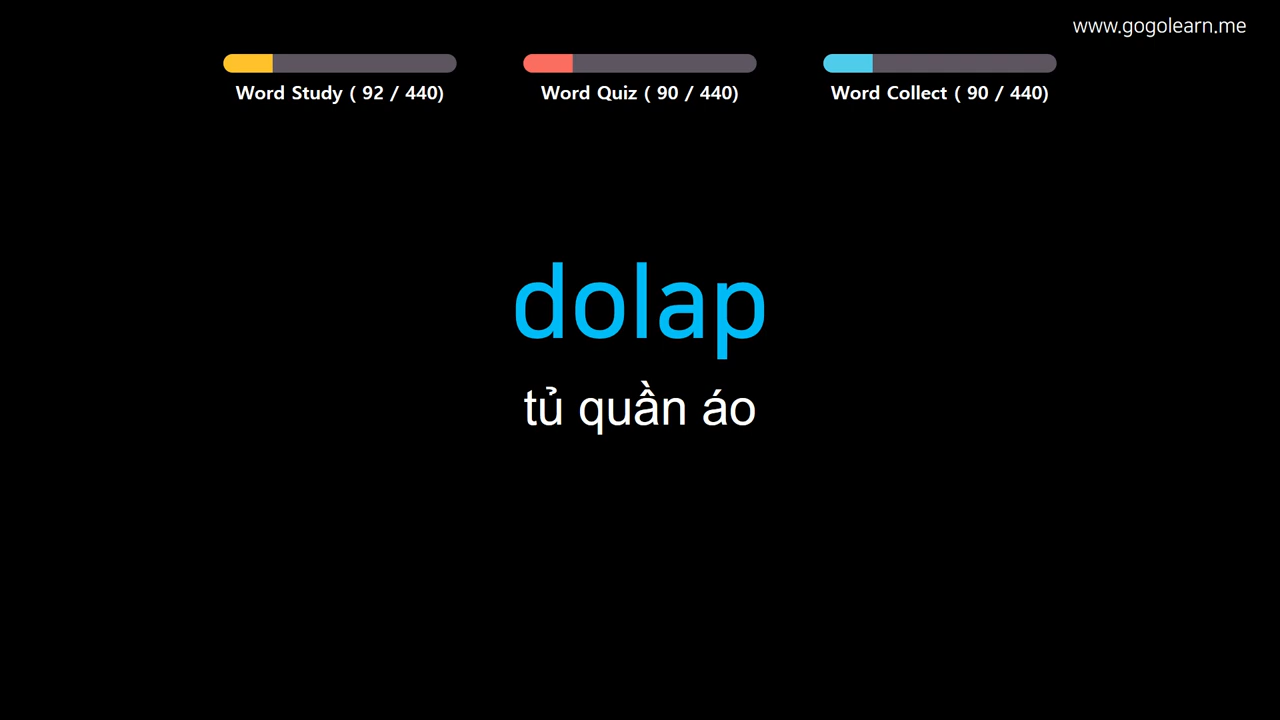 www.gogolearn.me
Word Study ( 92 / 440)
Word Quiz ( 90 / 440)
Word Collect ( 90 / 440)
dolap
tủ quần áo